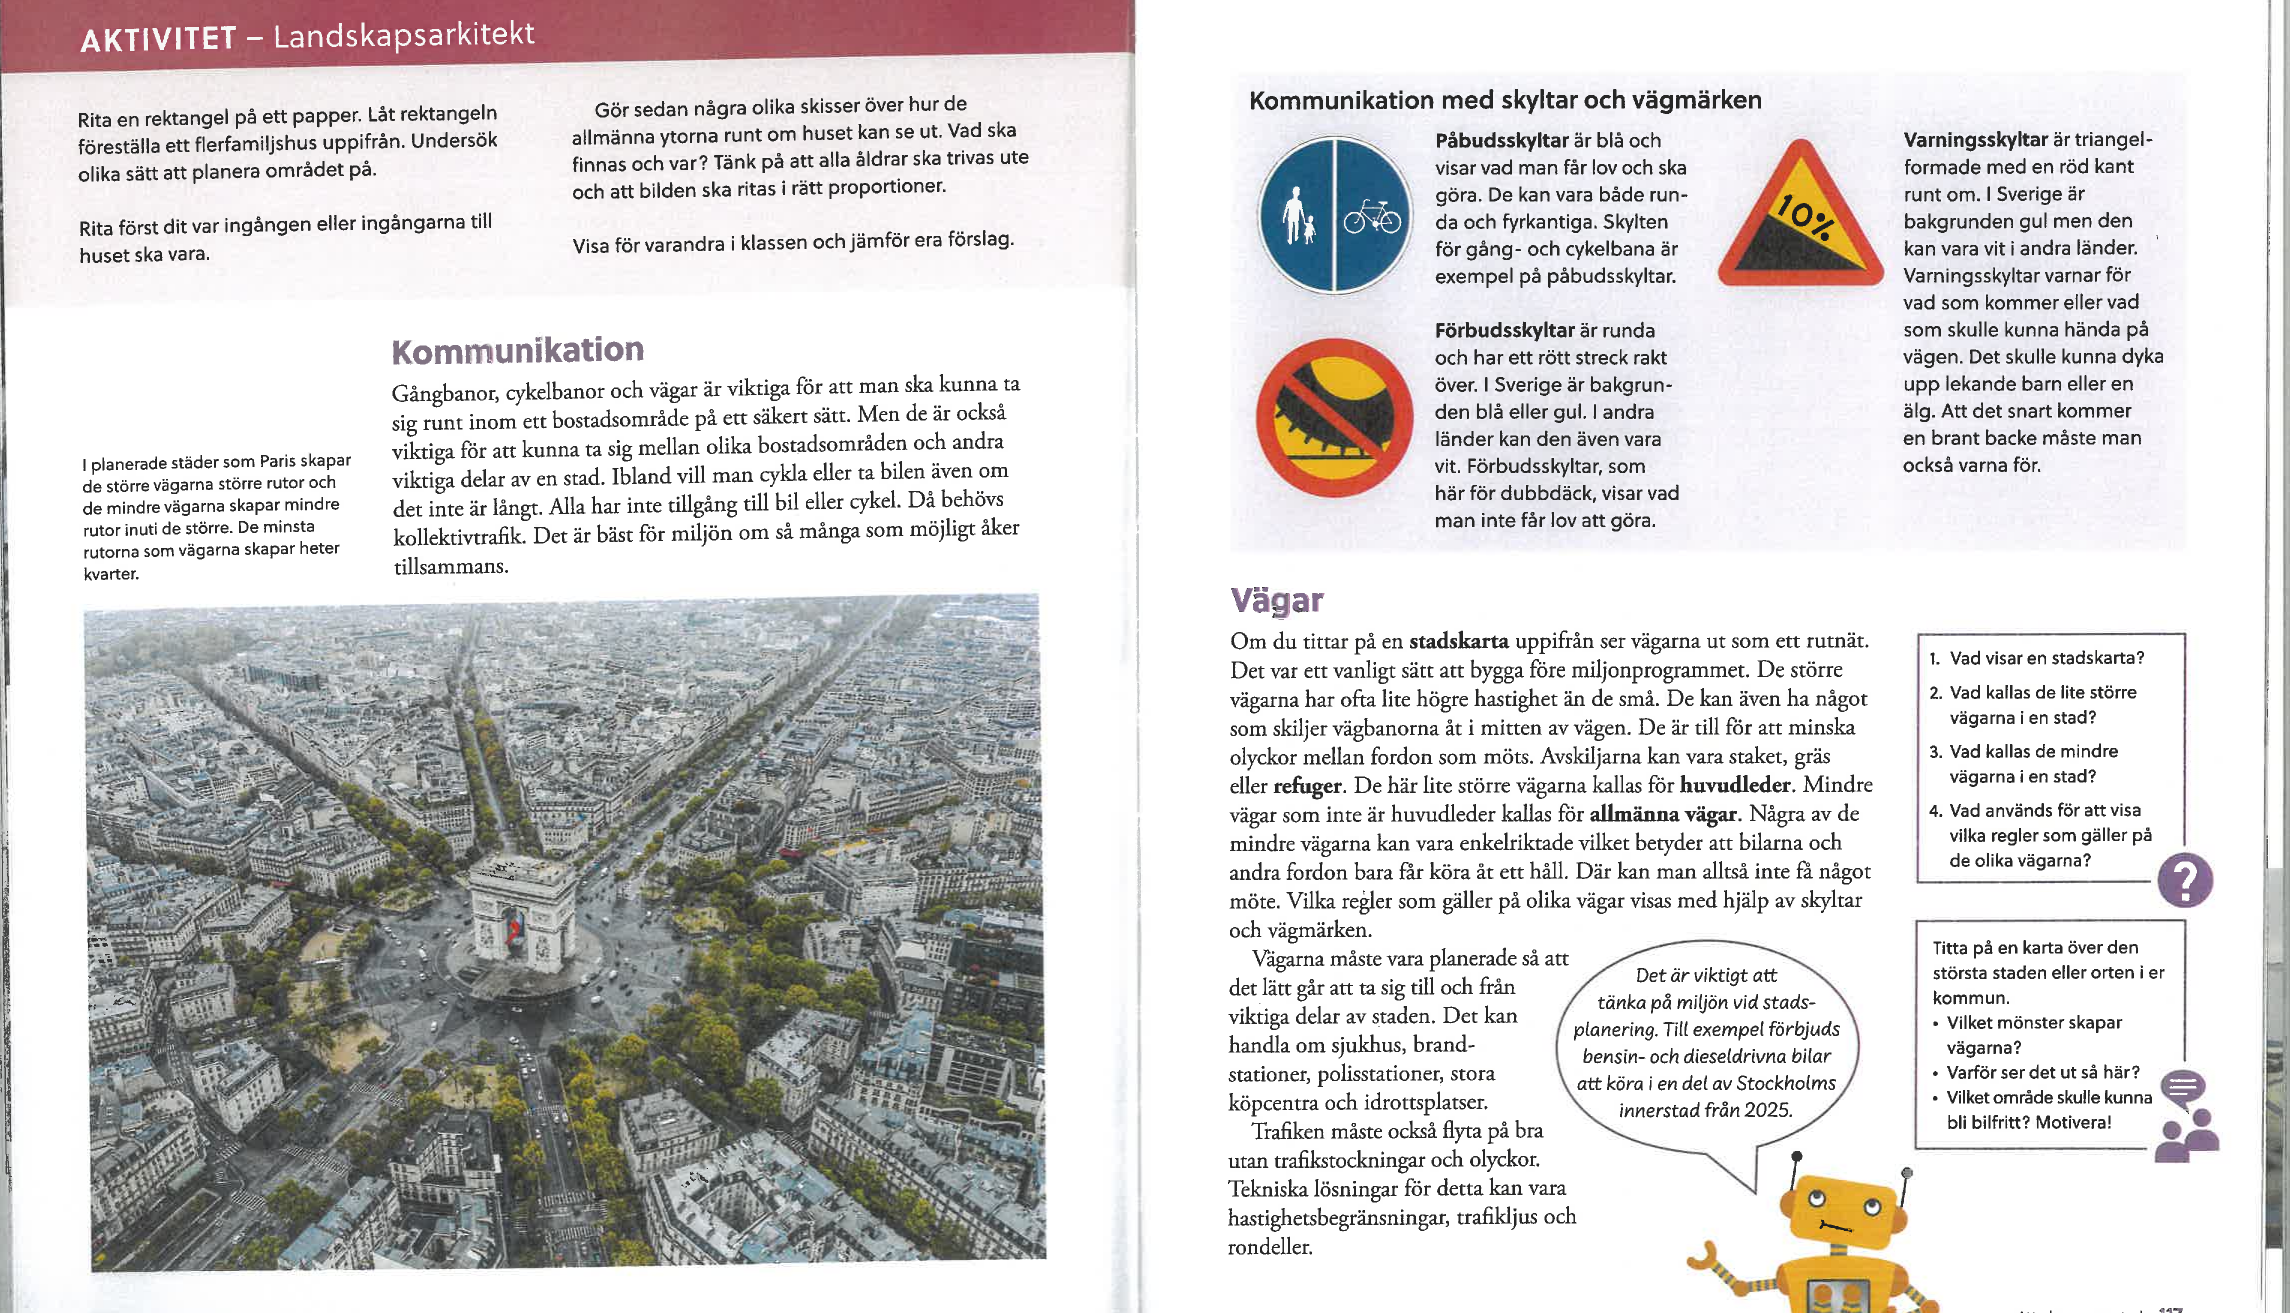 AKTIVITET – Landskapsarkitekt
Rita en rektangel på ett papper. Låt rektangeln
föreställa ett flerfamiljshus uppifrån. Undersök
olika sätt att planera området på.
Rita först dit var ingången eller ingångarna till
huset ska vara.
Gör sedan några olika skisser över hur de
allmänna ytorna runt om huset kan se ut. Vad ska
finnas och var? Tänk på att alla åldrar ska trivas ute
och att bilden ska ritas i rätt proportioner.
Visa för varandra i klassen och jämför era förslag.
Kommunikation
Gångbanor, cykelbanor och vägar är viktiga för att man ska kunna ta
sig runt inom ett bostadsområde på ett säkert sätt. Men de är också
viktiga för att kunna ta sig mellan olika bostadsområden och andra
viktiga delar av en stad. Ibland vill man cykla eller ta bilen även om
det inte är långt. Alla har inte tillgång till bil eller cykel. Då behövs
kollektivtrafik. Det är bäst för miljön om så många som möjligt åker
tillsammans.
I planerade städer som Paris skapar
de större vägarna större rutor och
de mindre vägarna skapar mindre
rutor inuti de större. De minsta
rutorna som vägarna skapar heter
kvarter.
Kommunikation med skyltar och vägmärken
Påbudsskyltar är blå och
visar vad man får lov och ska
göra. De kan vara både run-
da och fyrkantiga. Skylten
för gång- och cykelbana är
exempel på påbudsskyltar.
Förbudsskyltar är runda
och har ett rött streck rakt
över. I Sverige är bakgrun-
den blå eller gul. I andra
länder kan den även vara
vit. Förbudsskyltar, som
här för dubbdäck, visar vad
man inte får lov att göra.
10%
Varningsskyltar är triangel-
formade med en röd kant
runt om. I Sverige är
bakgrunden gul men den
kan vara vit i andra länder.
Varningsskyltar varnar för
vad som kommer eller vad
som skulle kunna hända på
vägen. Det skulle kunna dyka
upp lekande barn eller en
älg. Att det snart kommer
en brant backe måste man
också varna för.
Vägar
Om du tittar på en stadskarta uppifrån ser vägarna ut som ett rutnät.
Det var ett vanligt sätt att bygga före miljonprogrammet. De större
vägarna har ofta lite högre hastighet än de små. De kan även ha något
som skiljer vägbanorna åt i mitten av vägen. De är till för att minska
olyckor mellan fordon som möts. Avskiljarna kan vara staket, gräs
eller refuger. De här lite större vägarna kallas för huvudleder. Mindre
vägar som inte är huvudleder kallas för allmänna vägar. Några av de
mindre vägarna kan vara enkelriktade vilket betyder att bilarna och
andra fordon bara får köra åt ett håll. Där kan man alltså inte få något
möte. Vilka regler som gäller på olika vägar visas med hjälp av skyltar
och vägmärken.
Vägarna måste vara planerade så att
det lätt går att ta sig till och från
viktiga delar av staden. Det kan
handla om sjukhus, brand-
stationer, polisstationer, stora
köpcentra och idrottsplatser.
Trafiken måste också flyta på bra
utan trafikstockningar och olyckor.
Tekniska lösningar för detta kan vara
hastighetsbegränsningar, trafikljus och
rondeller.
Det är viktigt att
tänka på miljön vid stads-
planering. Till exempel förbjuds
bensin- och dieseldrivna bilar
att köra i en del av Stockholms
innerstad från 2025.
1. Vad visar en stadskarta?
2. Vad kallas de lite större
vägarna i en stad?
3. Vad kallas de mindre
vägarna i en stad?
4. Vad används för att visa
vilka regler som gäller på
de olika vägarna?
?
Titta på en karta över den
största staden eller orten i er
kommun.
• Vilket mönster skapar
vägarna?
• Varför ser det ut så här?
• Vilket område skulle kunna
bli bilfritt? Motivera!